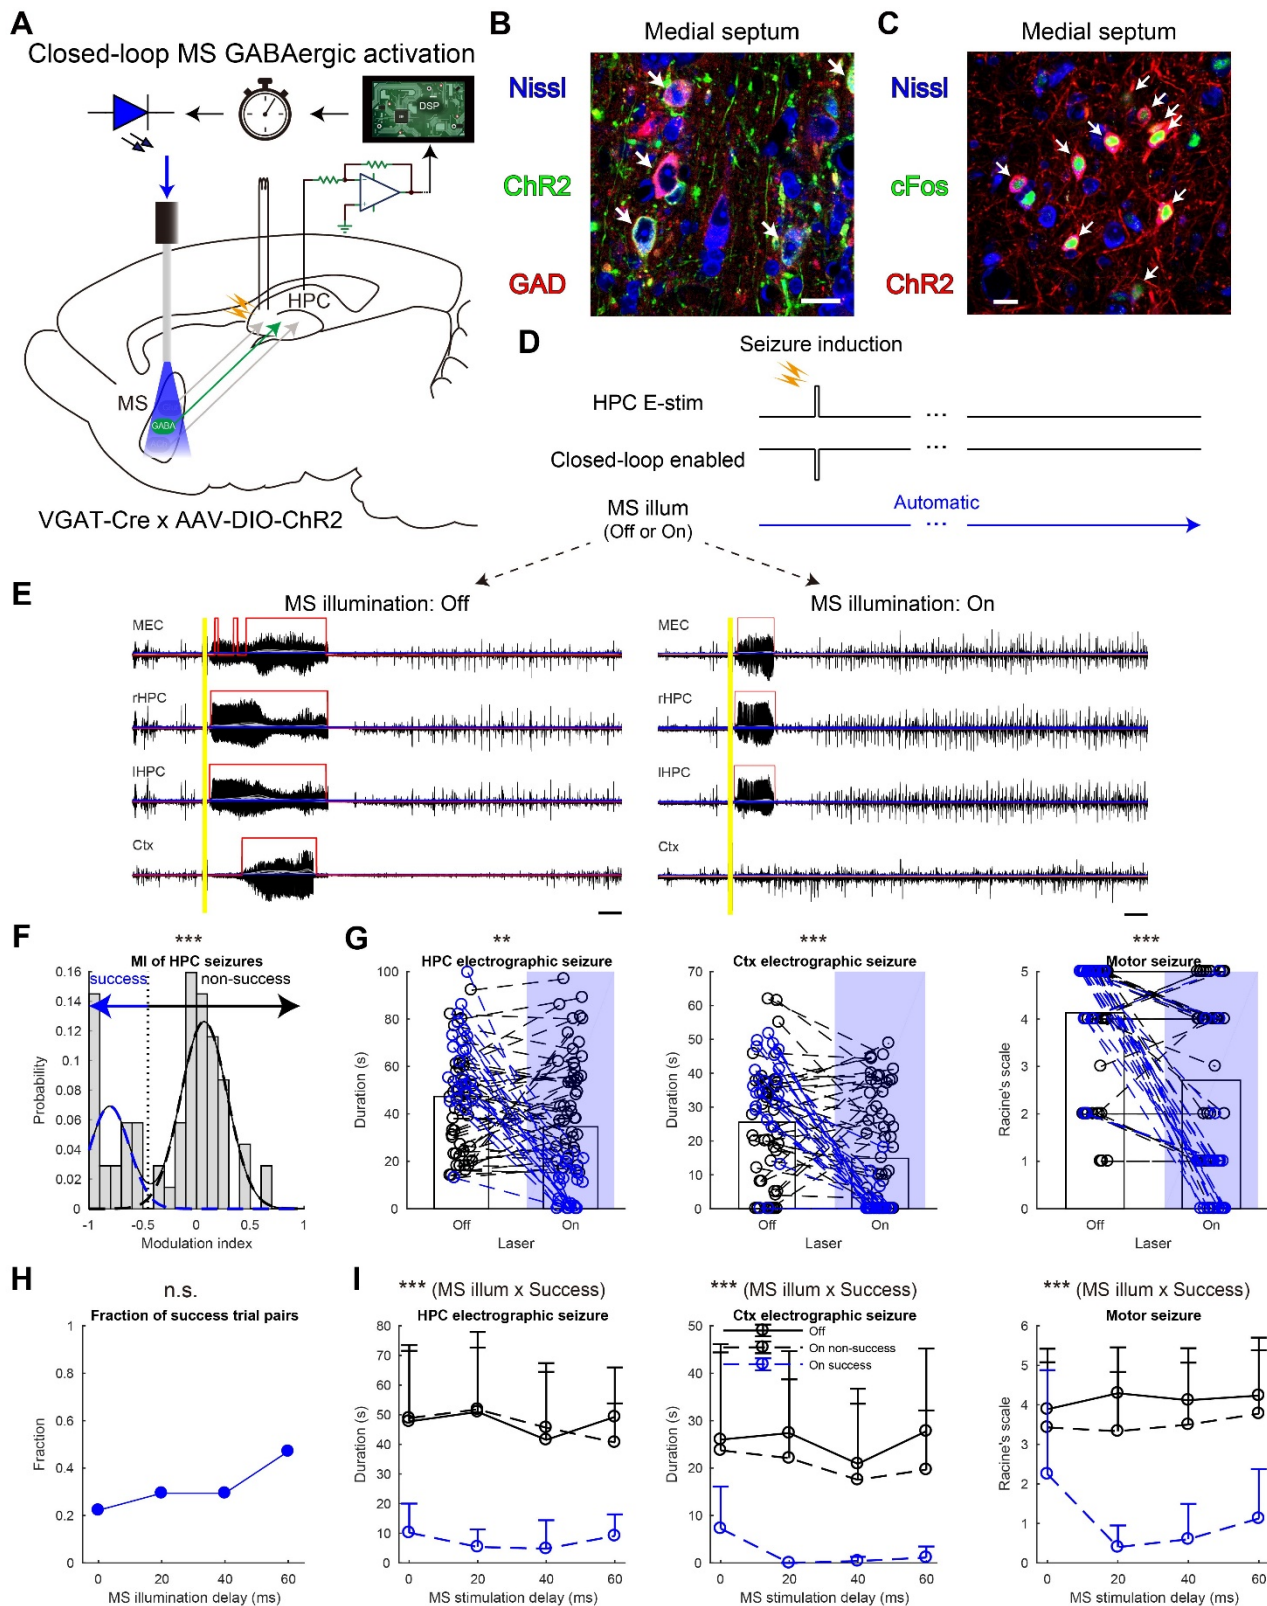 A
Closed-loop MS GABAergic activation
DSP
HPC
MS
GABA
VGAT-Cre x AAV-DIO-ChR2
B
Medial septum
Nissl
ChR2
GAD
C
Medial septum
Nissl
cFos
ChR2
D
Seizure induction
HPC E-stim
...
Closed-loop enabled
...
MS illum
(Off or On)
Automatic
...
E
MS illumination: Off
MEC
rHPC
lHPC
Ctx
MS illumination: On
MEC
rHPC
lHPC
Ctx
F
***
MI of HPC seizures
success
non-success
0.16
0.14
0.12
0.1
0.08
0.06
0.04
0.02
0
Probability
-1
-0.5
0
0.5
1
Modulation index
G
**
HPC electrographic seizure
100
90
80
70
60
50
40
30
20
10
0
Duration (s)
Off
On
Laser
***
Ctx electrographic seizure
70
60
50
40
30
20
10
0
Duration (s)
Off
On
Laser
***
Motor seizure
5
4
3
2
1
0
Racine's scale
Off
On
Laser
H
n.s.
Fraction of success trial pairs
1
0.8
0.6
0.4
0.2
0
Fraction
0
20
40
60
MS illumination delay (ms)
I
*** (MS illum x Success)
HPC electrographic seizure
80
70
60
50
40
30
20
10
0
Duration (s)
0
20
40
60
MS stimulation delay (ms)
*** (MS illum x Success)
Ctx electrographic seizure
Off
On non-success
On success
50
40
30
20
10
0
Duration (s)
0
20
40
60
MS stimulation delay (ms)
*** (MS illum x Success)
Motor seizure
6
5
4
3
2
1
0
Racine's scale
0
20
40
60
MS stimulation delay (ms)